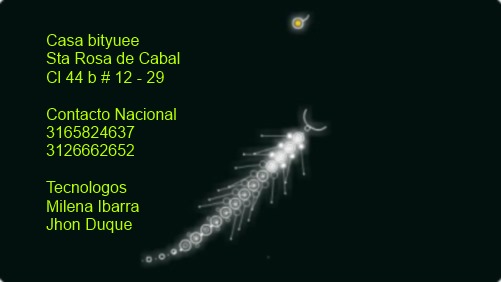 Casa bityuee
Sta Rosa de Cabal
Cl 44 b # 12 - 29
Contacto Nacional
3165824637
3126662652
Tecnologos
Milena Ibarra
Jhon Duque